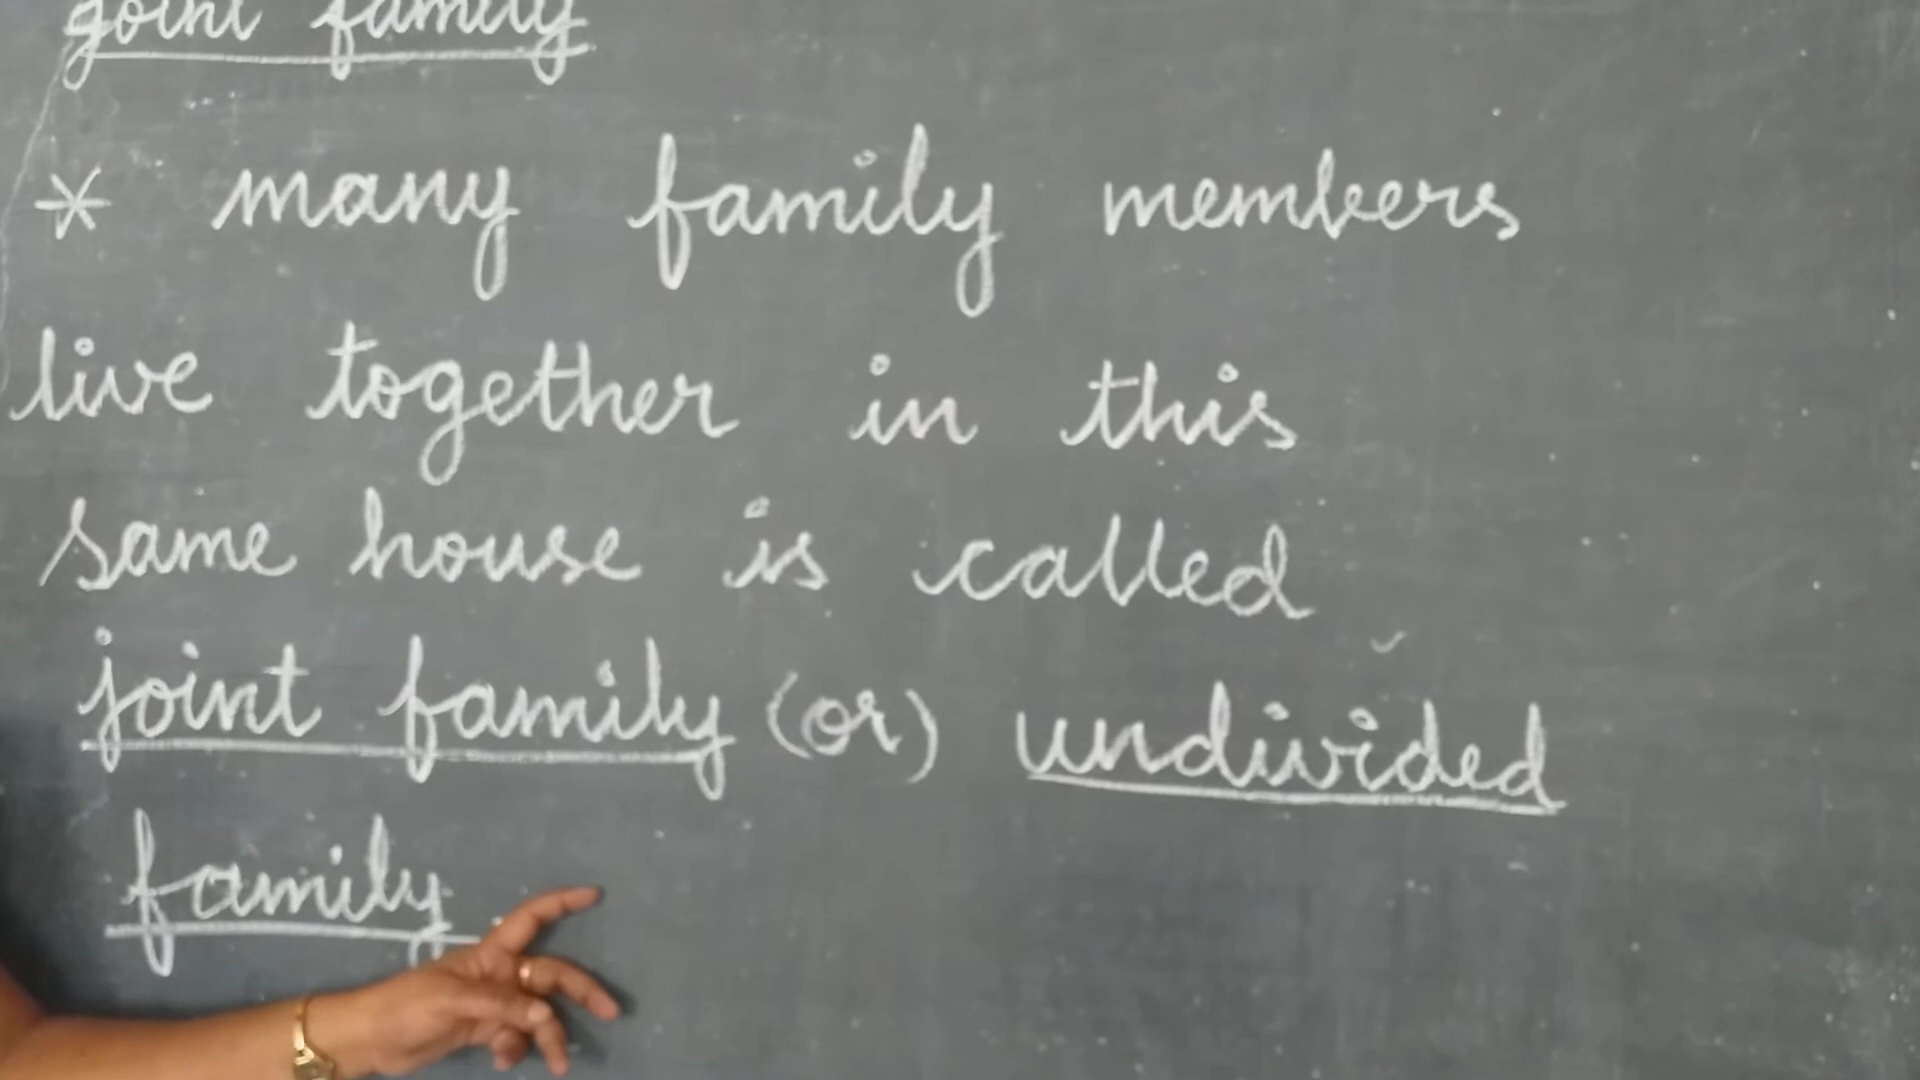 joint family
* many family members
live together in this
same house is called
joint family (or) undivided
family